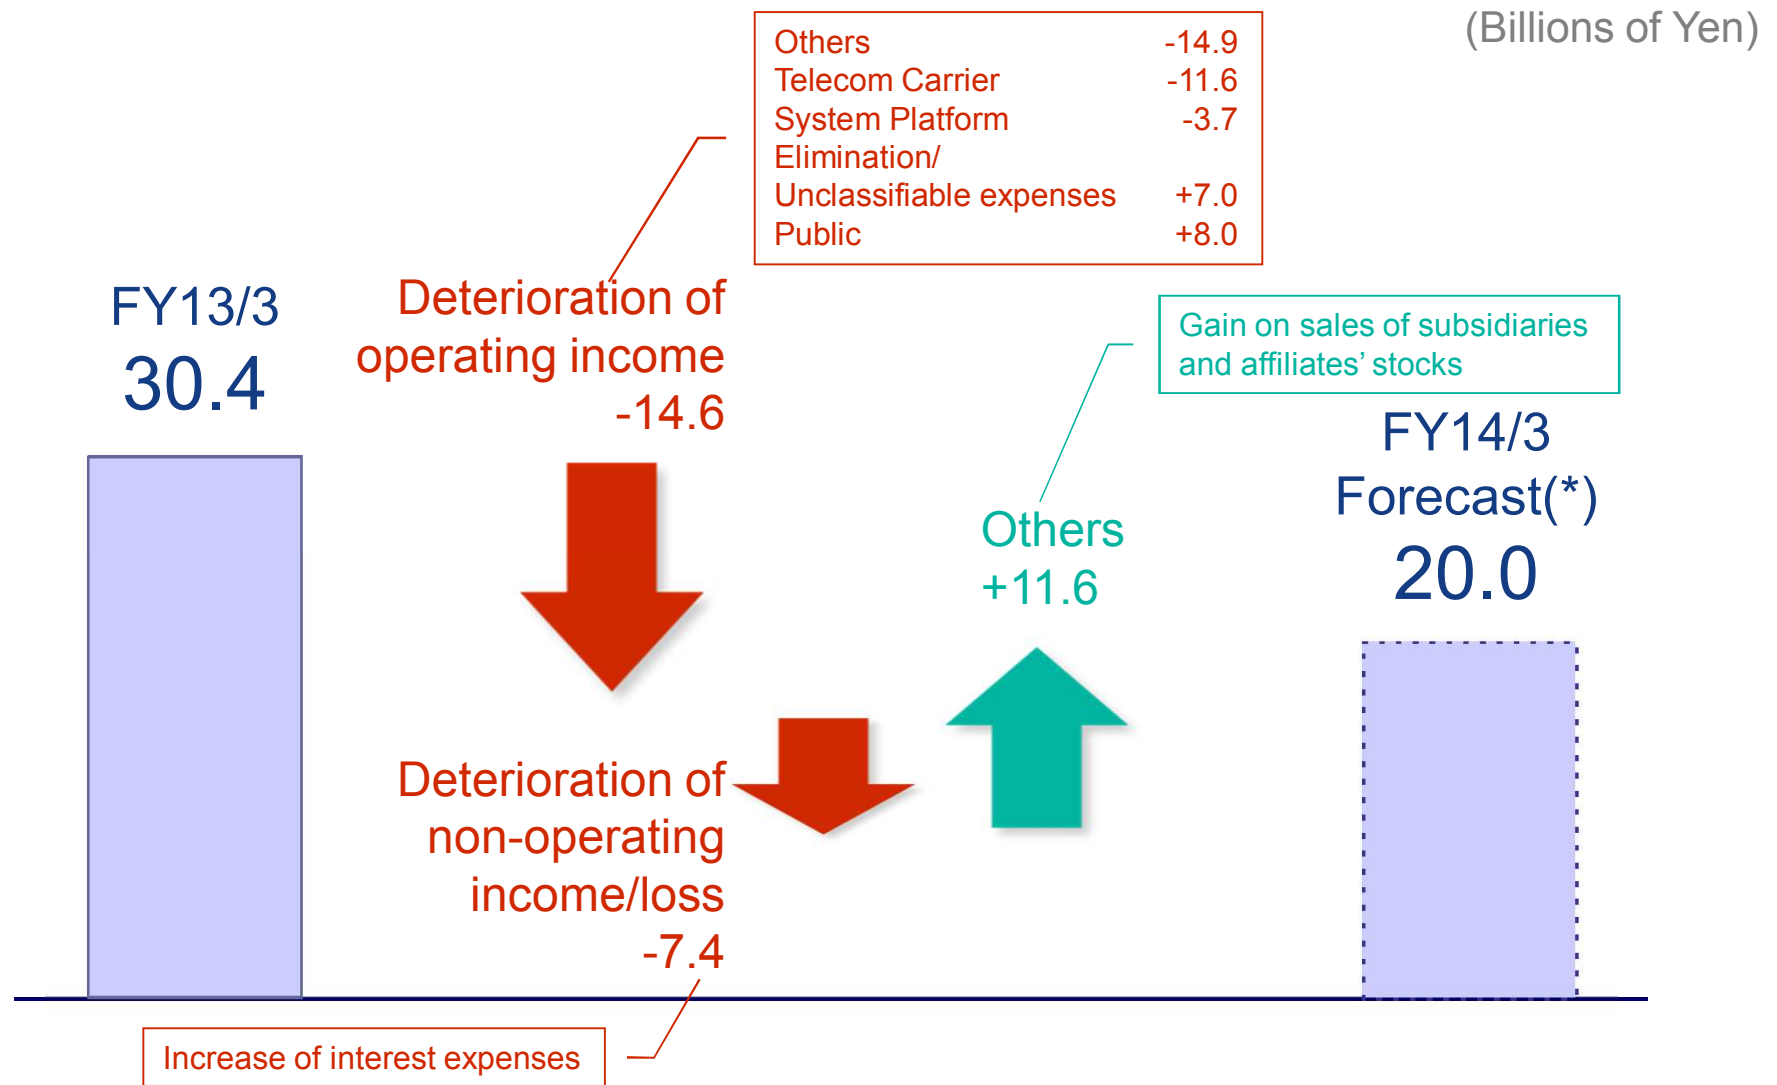 (Billions of Yen)
Others -14.9
Telecom Carrier -11.6
System Platform -3.7
Elimination/
Unclassifiable expenses +7.0
Public +8.0
FY13/3
30.4
Deterioration of
operating income
-14.6
Gain on sales of subsidiaries
and affiliates’ stocks
Others
+11.6
FY14/3
Forecast(*)
20.0
Deterioration of
non-operating
income/loss
-7.4
Increase of interest expenses